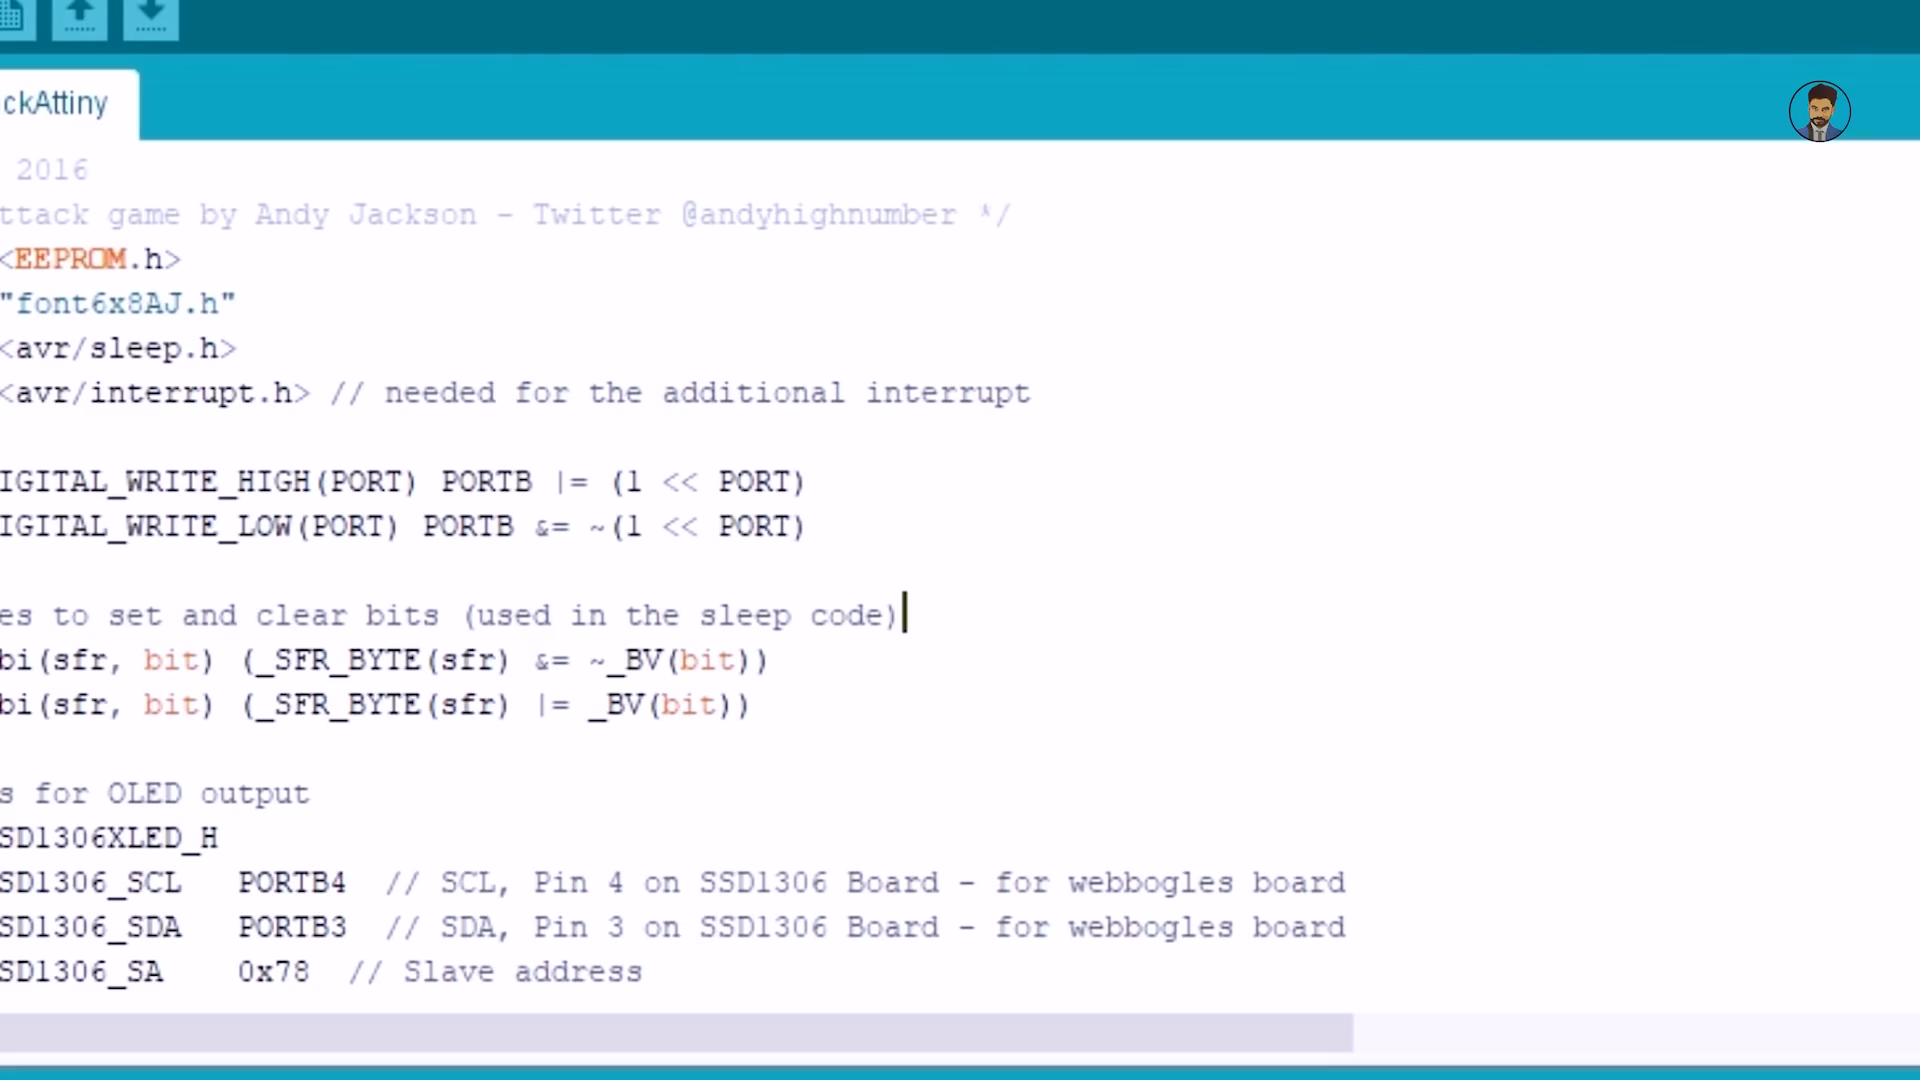 ckAttiny
2016
ttack game by Andy Jackson - Twitter @andyhighnumber */
<EEPROM.h>
"font6x8AJ.h"
<avr/sleep.h>
<avr/interrupt.h> // needed for the additional interrupt
IGITAL_WRITE_HIGH(PORT) PORTB |= (1 << PORT)
IGITAL_WRITE_LOW(PORT) PORTB &= ~(1 << PORT)
es to set and clear bits (used in the sleep code)
bi(sfr, bit) (_SFR_BYTE(sfr) &= ~_BV(bit))
bi(sfr, bit) (_SFR_BYTE(sfr) |= _BV(bit))
s for OLED output
SD1306XLED_H
SD1306_SCL   PORTB4  // SCL, Pin 4 on SSD1306 Board - for webbogles board
SD1306_SDA   PORTB3  // SDA, Pin 3 on SSD1306 Board - for webbogles board
SD1306_SA    0x78  // Slave address